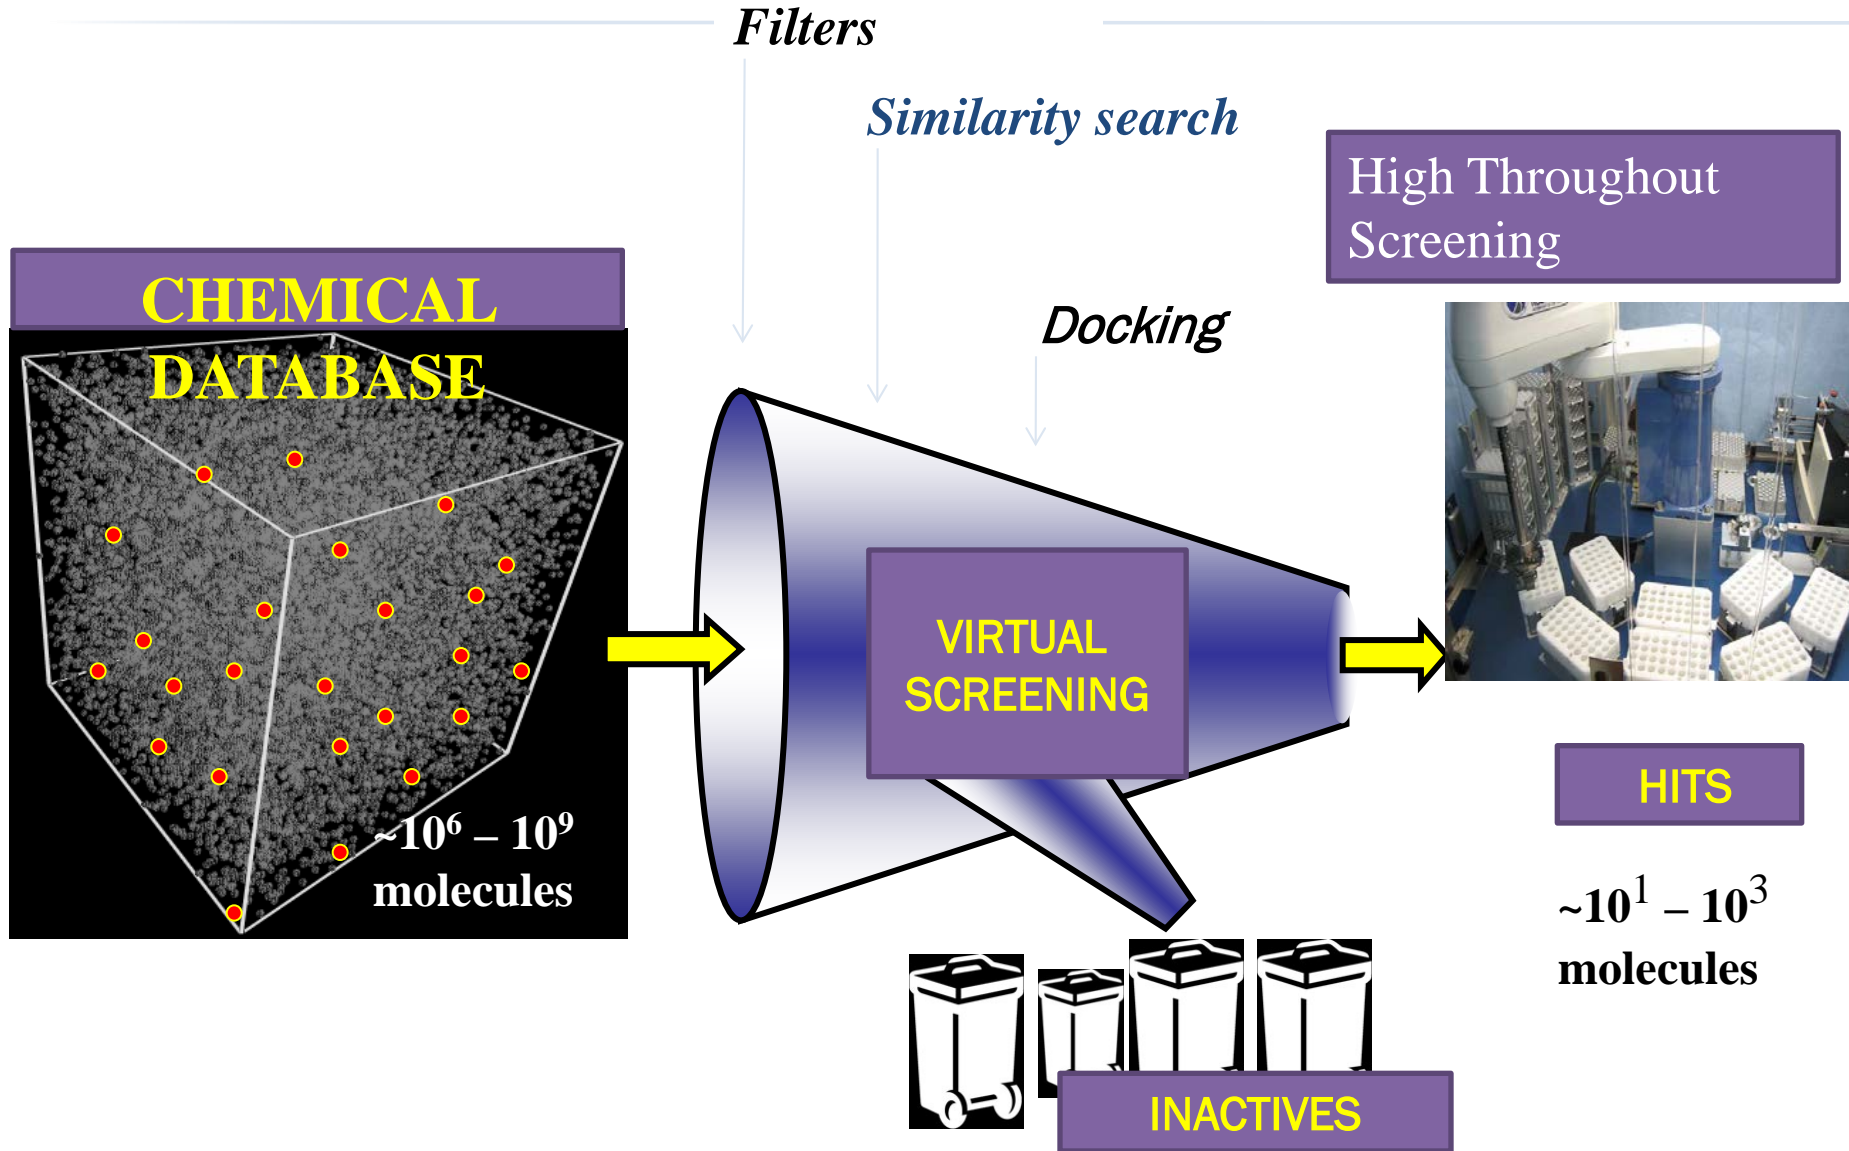 Filters
Similarity search
High Throughout
Screening
CHEMICAL
DATABASE
Docking
VIRTUAL
SCREENING
~10⁶ – 10⁹
molecules
HITS
~10¹ – 10³
molecules
INACTIVES